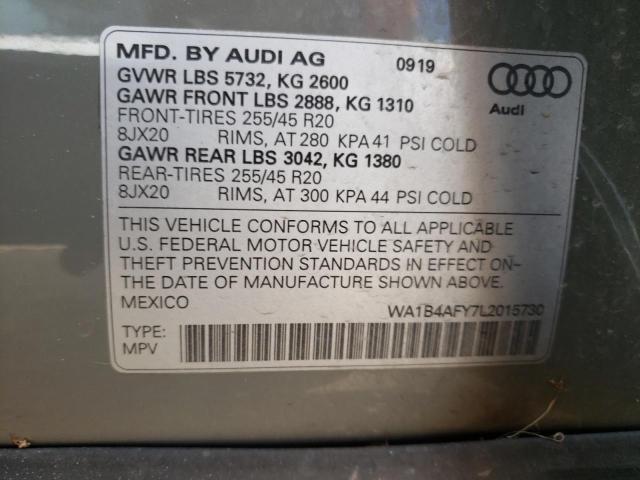 MFD. BY AUDI AG 0919
GVWR LBS 5732, KG 2600
GAWR FRONT LBS 2888, KG 1310
FRONT-TIRES 255/45 R20
8JX20 RIMS, AT 280 KPA 41 PSI COLD
GAWR REAR LBS 3042, KG 1380
REAR-TIRES 255/45 R20
8JX20 RIMS, AT 300 KPA 44 PSI COLD
Audi
THIS VEHICLE CONFORMS TO ALL APPLICABLE
U.S. FEDERAL MOTOR VEHICLE SAFETY AND
THEFT PREVENTION STANDARDS IN EFFECT ON
THE DATE OF MANUFACTURE SHOWN ABOVE.
MEXICO WA1B4AFY7L2015730
TYPE:
MPV